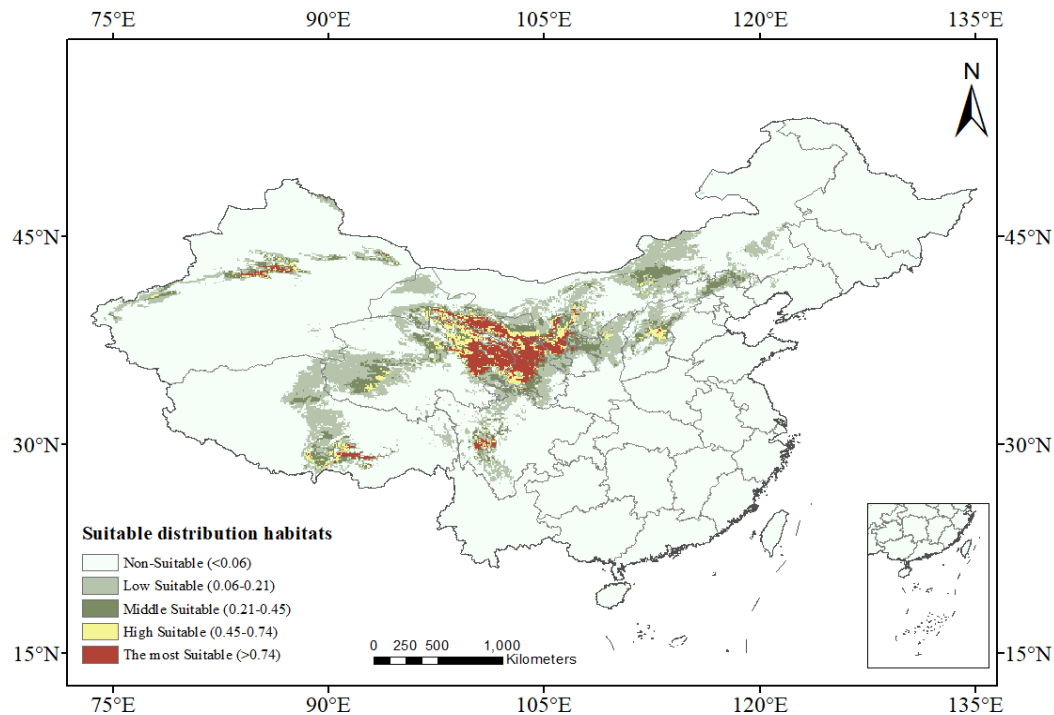 75°E 90°E 105°E 120°E 135°E
N
45°N 45°N
30°N 30°N
Suitable distribution habitats
Non-Suitable (<0.06)
Low Suitable (0.06-0.21)
Middle Suitable (0.21-0.45)
High Suitable (0.45-0.74)
The most Suitable (>0.74)
0 250 500 1,000
Kilometers
15°N 15°N
75°E 90°E 105°E 120°E 135°E